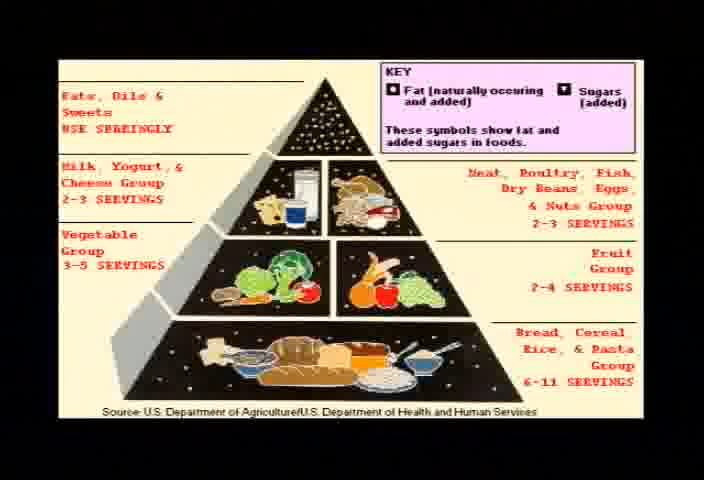 KEY
Fat (naturally occuring
and added)
Sugars
(added)
These symbols show fat and
added sugars in foods.
Fats, Oils &
Sweets
USE SPARINGLY
Milk, Yogurt, &
Cheese Group
2-3 SERVINGS
Meat, Poultry, Fish,
Dry Beans, Eggs,
& Nuts Group
2-3 SERVINGS
Vegetable
Group
3-5 SERVINGS
Fruit
Group
2-4 SERVINGS
Bread, Cereal,
Rice, & Pasta
Group
6-11 SERVINGS
Source: U.S. Department of Agriculture/U.S. Department of Health and Human Services